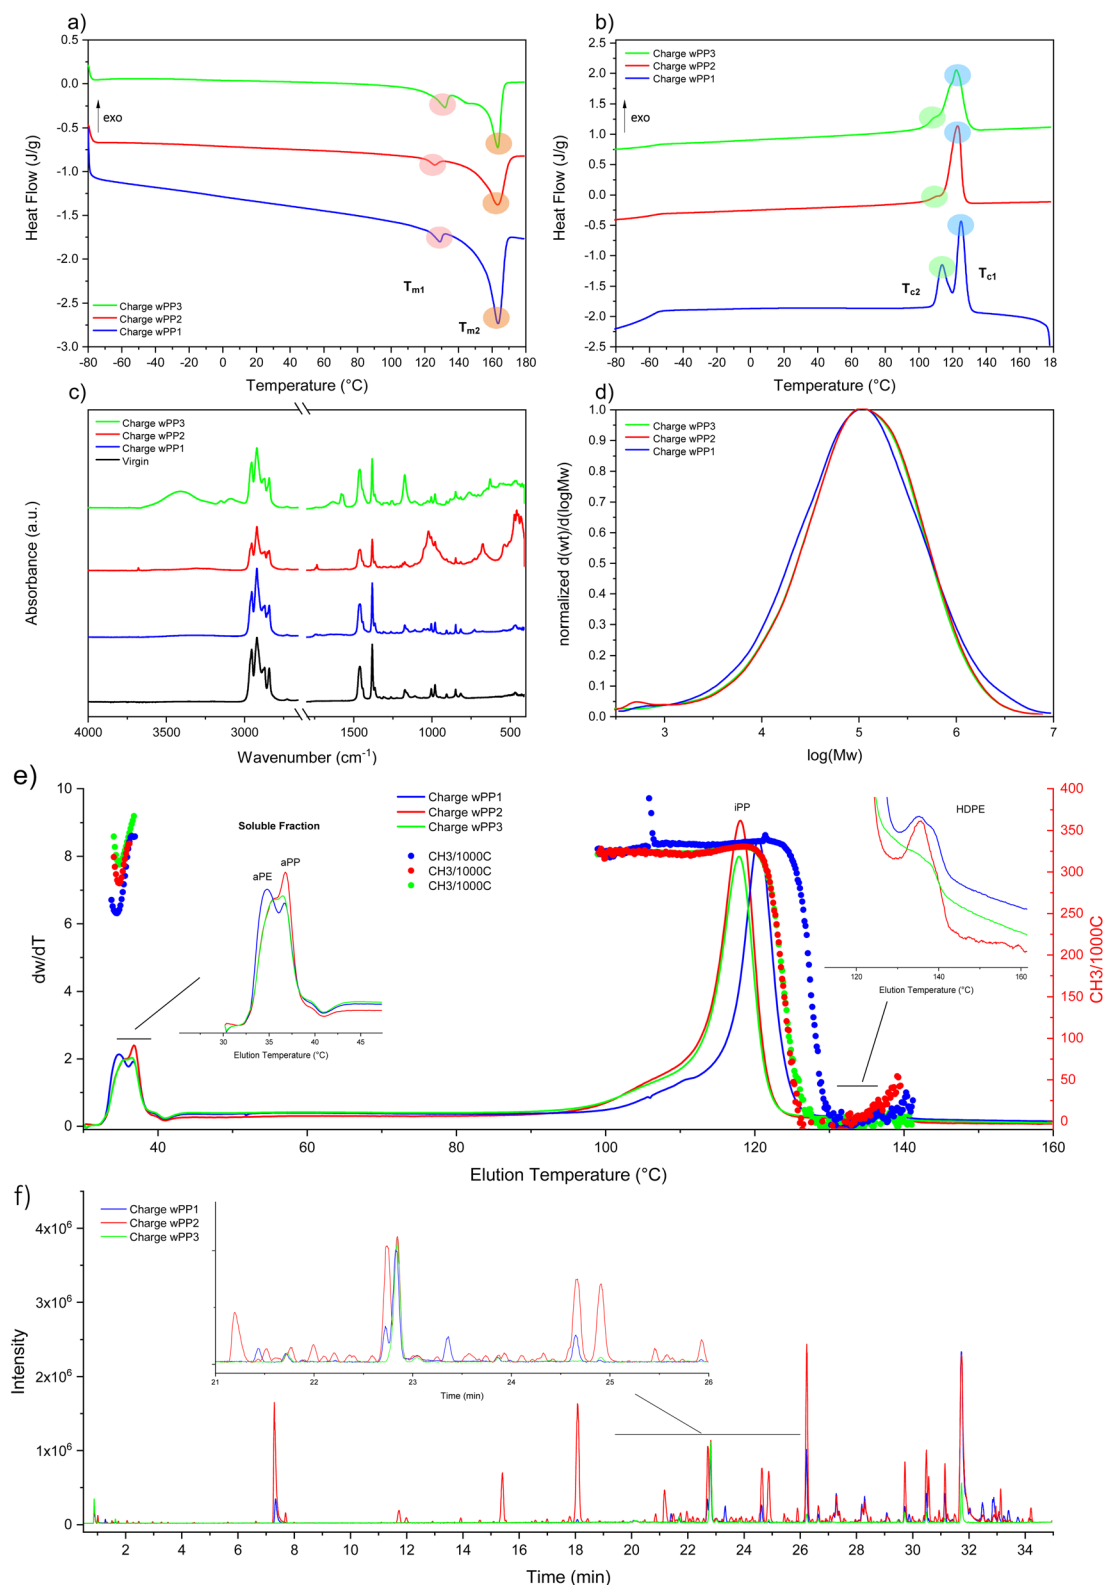 a)
0.5
0.0
-0.5
-1.0
-1.5
-2.0
-2.5
-3.0
Heat Flow (J/g)
exo
Tm1
Tm2
Charge wPP3
Charge wPP2
Charge wPP1
-80 -60 -40 -20 0 20 40 60 80 100 120 140 160 180
Temperature (°C)
b)
2.5
2.0
1.5
1.0
0.5
0.0
-0.5
-1.0
-1.5
-2.0
-2.5
Heat Flow (J/g)
Charge wPP3
Charge wPP2
Charge wPP1
exo
Tc2
Tc1
-80 -60 -40 -20 0 20 40 60 80 100 120 140 160 18
Temperature (°C)
c)
Charge wPP3
Charge wPP2
Charge wPP1
Virgin
Absorbance (a.u.)
4000 3000 1500 1000 500
Wavenumber (cm-1)
d)
1.0
0.9
0.8
0.7
0.6
0.5
0.4
0.3
0.2
0.1
0.0
normalized d(wt)/d(logMw)
Charge wPP3
Charge wPP2
Charge wPP1
3 4 5 6 7
log(Mw)
e)
10
8
6
4
2
0
dw/dT
Soluble Fraction
aPE
aPP
30 35 40 45
Elution Temperature (°C)
Charge wPP1
Charge wPP2
Charge wPP3
CH3/1000C
CH3/1000C
CH3/1000C
iPP
HDPE
120 140 160
Elution Temperature (°C)
400
350
300
250
200
150
100
50
0
CH3/1000C
40 60 80 100 120 140 160
Elution Temperature (°C)
f)
Charge wPP1
Charge wPP2
Charge wPP3
4x10⁶
3x10⁶
2x10⁶
1x10⁶
0
Intensity
21 22 23 24 25 26
Time (min)
2 4 6 8 10 12 14 16 18 20 22 24 26 28 30 32 34
Time (min)